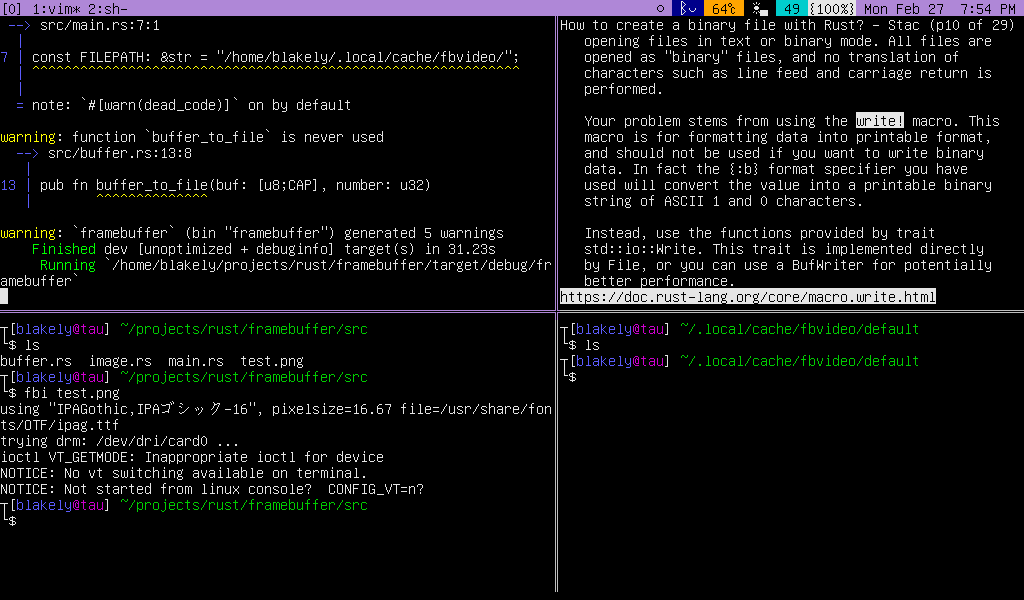 [0] 1:vim* 2:sh- 64% 49 {100%} Mon Feb 27 7:54 PM
--> src/main.rs:7:1
|
7 | const FILEPATH: &str = "/home/blakely/.local/cache/fbvideo/";
|
|
= note: `#[warn(dead_code)]` on by default
warning: function `buffer_to_file` is never used
--> src/buffer.rs:13:8
|
13 | pub fn buffer_to_file(buf: [u8;CAP], number: u32)
|
warning: `framebuffer` (bin "framebuffer") generated 5 warnings
Finished dev [unoptimized + debuginfo] target(s) in 31.23s
Running `/home/blakely/projects/rust/framebuffer/target/debug/fr
amebuffer`
How to create a binary file with Rust? - Stac (p10 of 29)
opening files in text or binary mode. All files are
opened as "binary" files, and no translation of
characters such as line feed and carriage return is
performed.
Your problem stems from using the write! macro. This
macro is for formatting data into printable format,
and should not be used if you want to write binary
data. In fact the {:b} format specifier you have
used will convert the value into a printable binary
string of ASCII 1 and 0 characters.
Instead, use the functions provided by trait
std::io::Write. This trait is implemented directly
by File, or you can use a BufWriter for potentially
better performance.
https://doc.rust-lang.org/core/macro.write.html
┬[blakely@tau] ~/projects/rust/framebuffer/src
└$ ls
buffer.rs image.rs main.rs test.png
┬[blakely@tau] ~/projects/rust/framebuffer/src
└$ fbi test.png
using "IPAGothic,IPAゴシック-16", pixelsize=16.67 file=/usr/share/fon
ts/OTF/ipag.ttf
trying drm: /dev/dri/card0 ...
ioctl VT_GETMODE: Inappropriate ioctl for device
NOTICE: No vt switching available on terminal.
NOTICE: Not started from linux console? CONFIG_VT=n?
┬[blakely@tau] ~/projects/rust/framebuffer/src
└$
┬[blakely@tau] ~/.local/cache/fbvideo/default
└$ ls
┬[blakely@tau] ~/.local/cache/fbvideo/default
└$